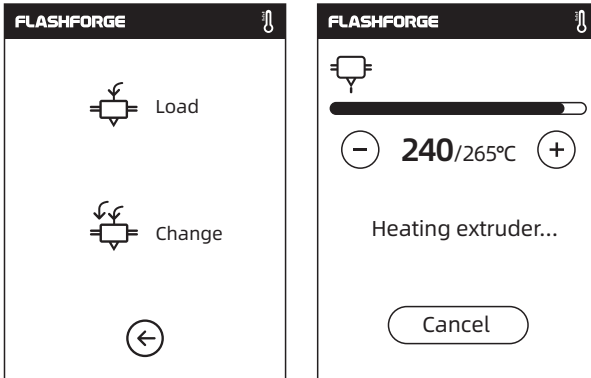 FLASHFORGE
Load
Change
FLASHFORGE
240/265℃
Heating extruder...
Cancel